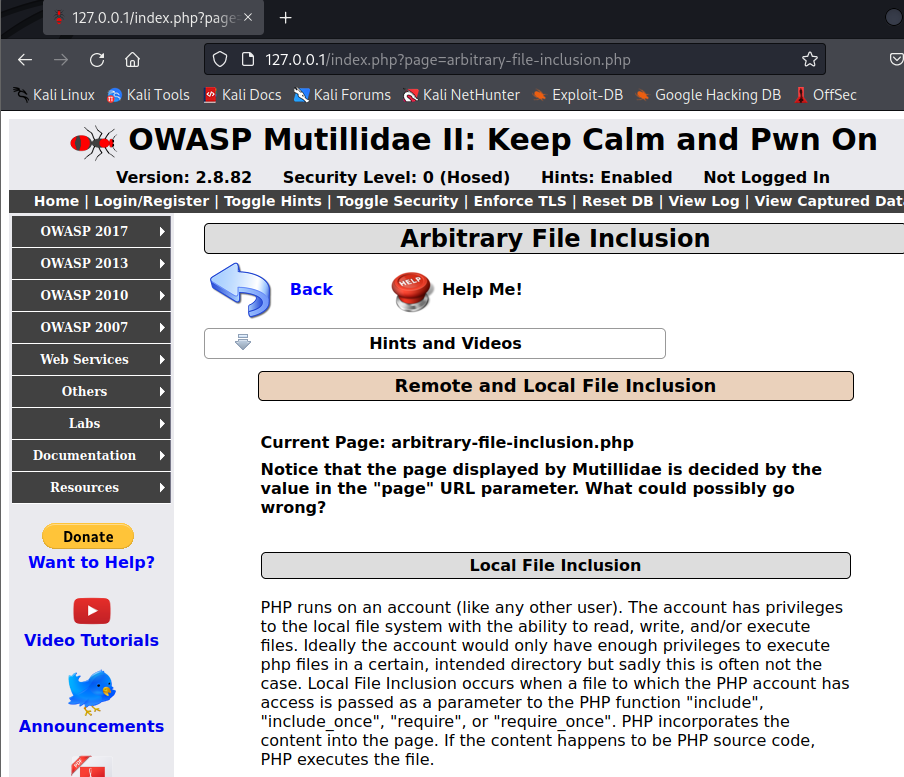 127.0.0.1/index.php?page=
127.0.0.1/index.php?page=arbitrary-file-inclusion.php
Kali Linux Kali Tools Kali Docs Kali Forums Kali NetHunter Exploit-DB Google Hacking DB OffSec
OWASP Mutillidae II: Keep Calm and Pwn On
Version: 2.8.82 Security Level: 0 (Hosed) Hints: Enabled Not Logged In
Home | Login/Register | Toggle Hints | Toggle Security | Enforce TLS | Reset DB | View Log | View Captured Data
OWASP 2017
OWASP 2013
OWASP 2010
OWASP 2007
Web Services
Others
Labs
Documentation
Resources
Donate
Want to Help?
Video Tutorials
Announcements
PDF
Arbitrary File Inclusion
Back
HELP
Help Me!
Hints and Videos
Remote and Local File Inclusion
Current Page: arbitrary-file-inclusion.php
Notice that the page displayed by Mutillidae is decided by the
value in the "page" URL parameter. What could possibly go
wrong?
Local File Inclusion
PHP runs on an account (like any other user). The account has privileges
to the local file system with the ability to read, write, and/or execute
files. Ideally the account would only have enough privileges to execute
php files in a certain, intended directory but sadly this is often not the
case. Local File Inclusion occurs when a file to which the PHP account has
access is passed as a parameter to the PHP function "include",
"include_once", "require", or "require_once". PHP incorporates the
content into the page. If the content happens to be PHP source code,
PHP executes the file.